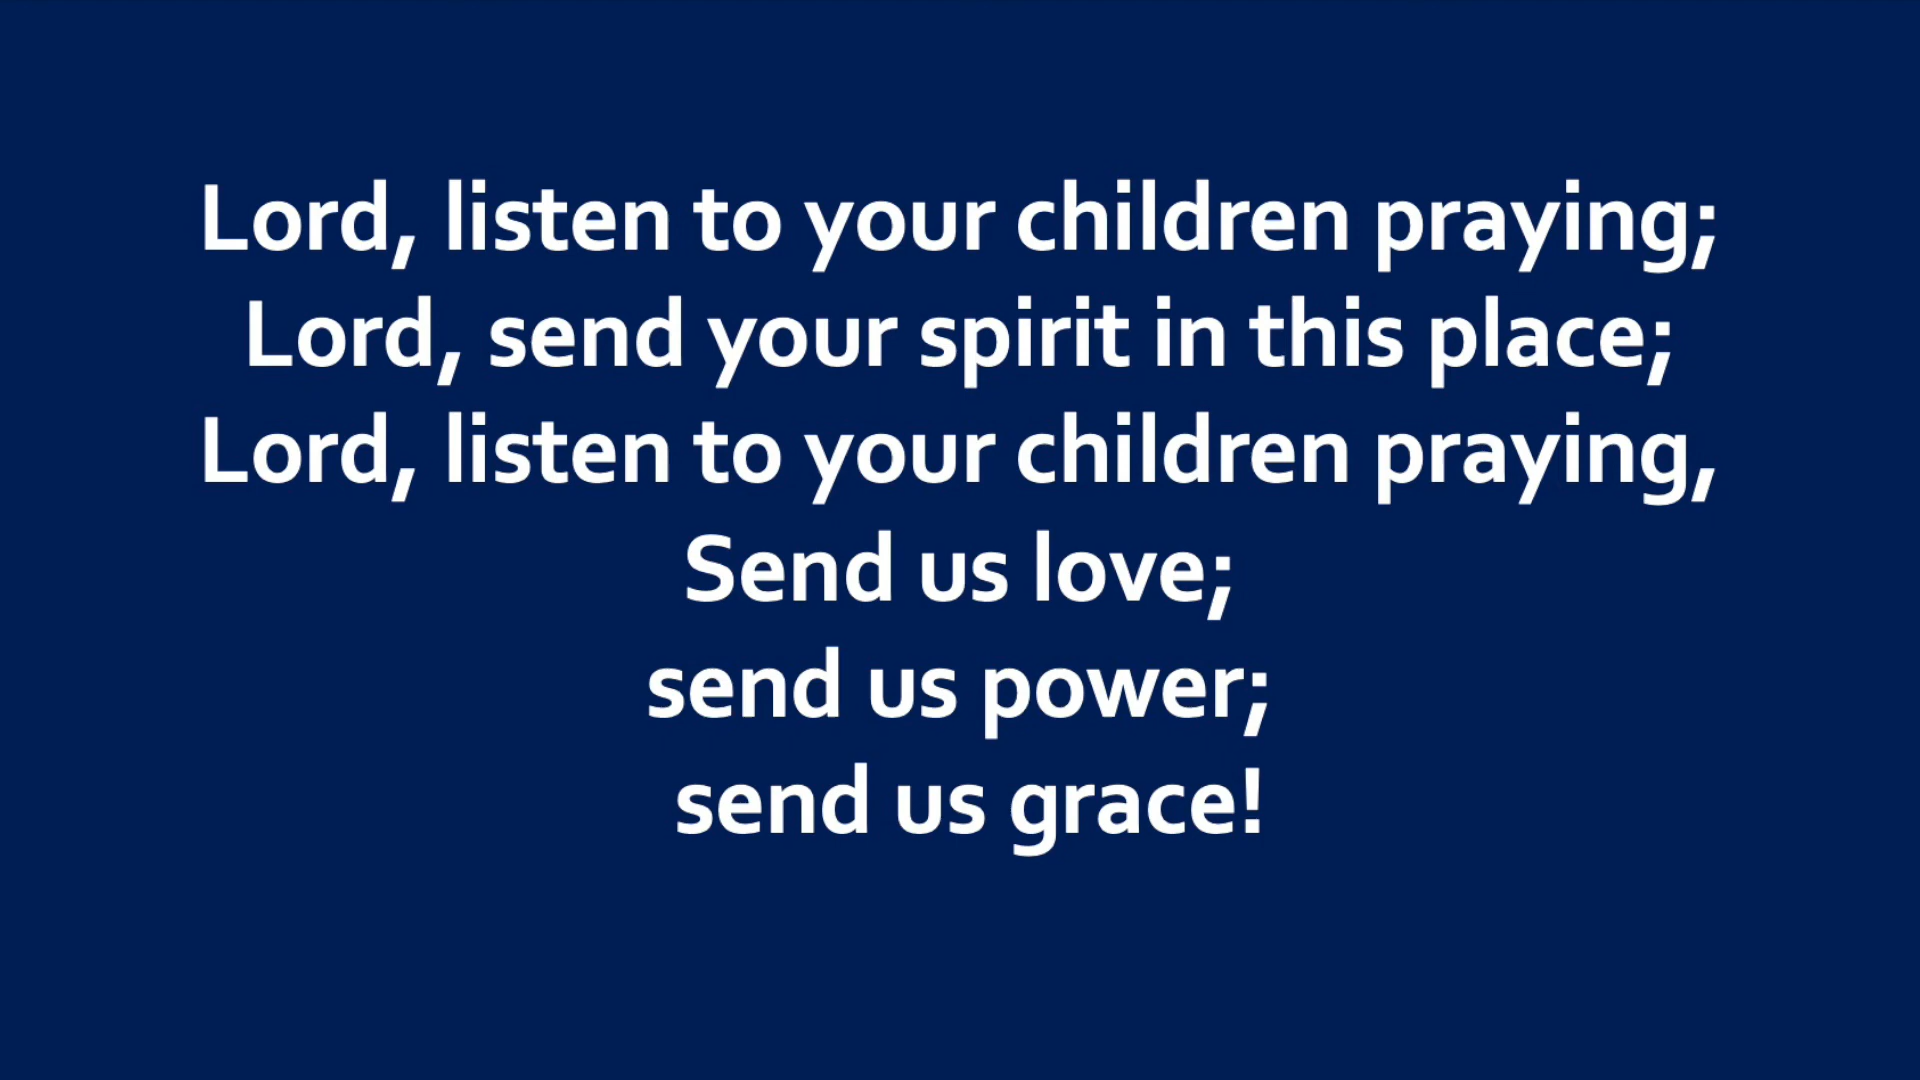 Lord, listen to your children praying;
Lord, send your spirit in this place;
Lord, listen to your children praying,
Send us love;
send us power;
send us grace!